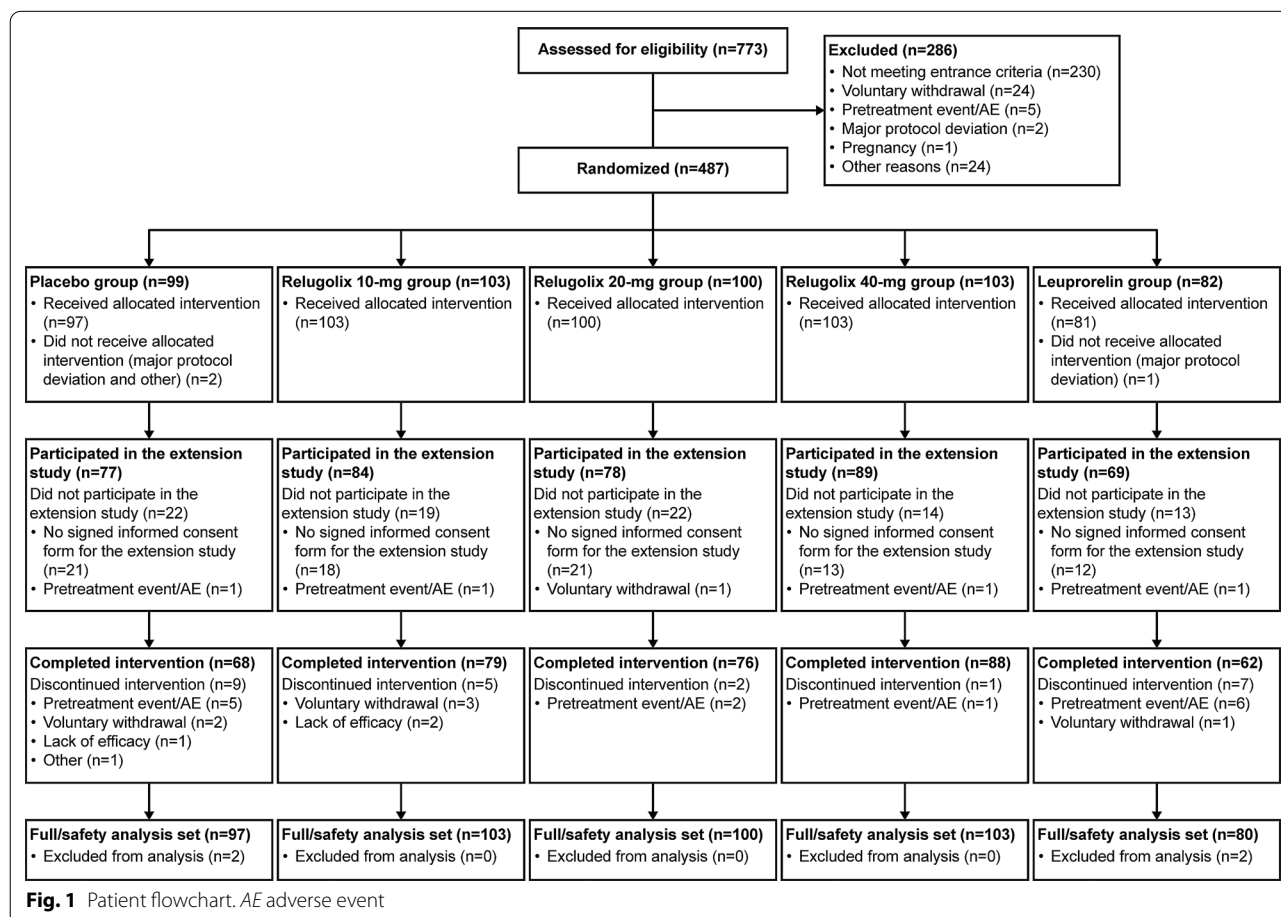 Assessed for eligibility (n=773)
Excluded (n=286)
• Not meeting entrance criteria (n=230)
• Voluntary withdrawal (n=24)
• Pretreatment event/AE (n=5)
• Major protocol deviation (n=2)
• Pregnancy (n=1)
• Other reasons (n=24)
Randomized (n=487)
Placebo group (n=99)
• Received allocated intervention
(n=97)
• Did not receive allocated
intervention (major protocol
deviation and other) (n=2)
Relugolix 10-mg group (n=103)
• Received allocated intervention
(n=103)
Relugolix 20-mg group (n=100)
• Received allocated intervention
(n=100)
Relugolix 40-mg group (n=103)
• Received allocated intervention
(n=103)
Leuprorelin group (n=82)
• Received allocated intervention
(n=81)
• Did not receive allocated
intervention (major protocol
deviation) (n=1)
Participated in the extension
study (n=77)
Did not participate in the
extension study (n=22)
• No signed informed consent
form for the extension study
(n=21)
• Pretreatment event/AE (n=1)
Participated in the extension
study (n=84)
Did not participate in the
extension study (n=19)
• No signed informed consent
form for the extension study
(n=18)
• Pretreatment event/AE (n=1)
Participated in the extension
study (n=78)
Did not participate in the
extension study (n=22)
• No signed informed consent
form for the extension study
(n=21)
• Voluntary withdrawal (n=1)
Participated in the extension
study (n=89)
Did not participate in the
extension study (n=14)
• No signed informed consent
form for the extension study
(n=13)
• Pretreatment event/AE (n=1)
Participated in the extension
study (n=69)
Did not participate in the
extension study (n=13)
• No signed informed consent
form for the extension study
(n=12)
• Pretreatment event/AE (n=1)
Completed intervention (n=68)
Discontinued intervention (n=9)
• Pretreatment event/AE (n=5)
• Voluntary withdrawal (n=2)
• Lack of efficacy (n=1)
• Other (n=1)
Completed intervention (n=79)
Discontinued intervention (n=5)
• Voluntary withdrawal (n=3)
• Lack of efficacy (n=2)
Completed intervention (n=76)
Discontinued intervention (n=2)
• Pretreatment event/AE (n=2)
Completed intervention (n=88)
Discontinued intervention (n=1)
• Pretreatment event/AE (n=1)
Completed intervention (n=62)
Discontinued intervention (n=7)
• Pretreatment event/AE (n=6)
• Voluntary withdrawal (n=1)
Full/safety analysis set (n=97)
• Excluded from analysis (n=2)
Full/safety analysis set (n=103)
• Excluded from analysis (n=0)
Full/safety analysis set (n=100)
• Excluded from analysis (n=0)
Full/safety analysis set (n=103)
• Excluded from analysis (n=0)
Full/safety analysis set (n=80)
• Excluded from analysis (n=2)
Fig. 1 Patient flowchart. AE adverse event